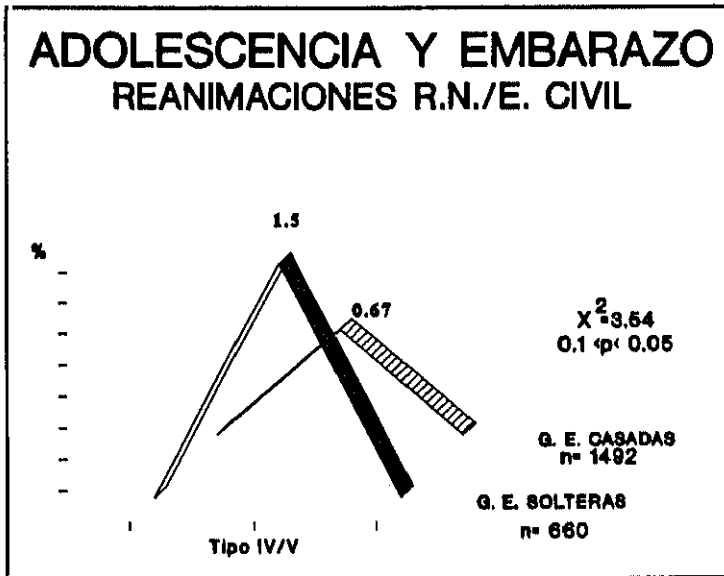 ADOLESCENCIA Y EMBARAZO
REANIMACIONES R.N./E. CIVIL
1.5
%
0.67
X²=3.54
0.1 <p< 0.05
G. E. CASADAS
n= 1492
G. E. SOLTERAS
n= 660
Tipo IV/V